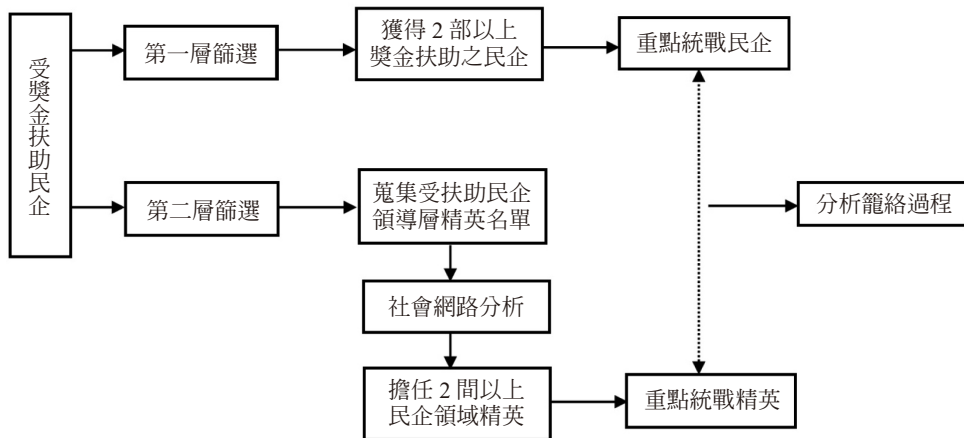 受獎金扶助民企
第一層篩選
獲得 2 部以上
獎金扶助之民企
重點統戰民企
第二層篩選
蒐集受扶助民企
領導層精英名單
分析籠絡過程
社會網路分析
擔任 2 間以上
民企領域精英
重點統戰精英